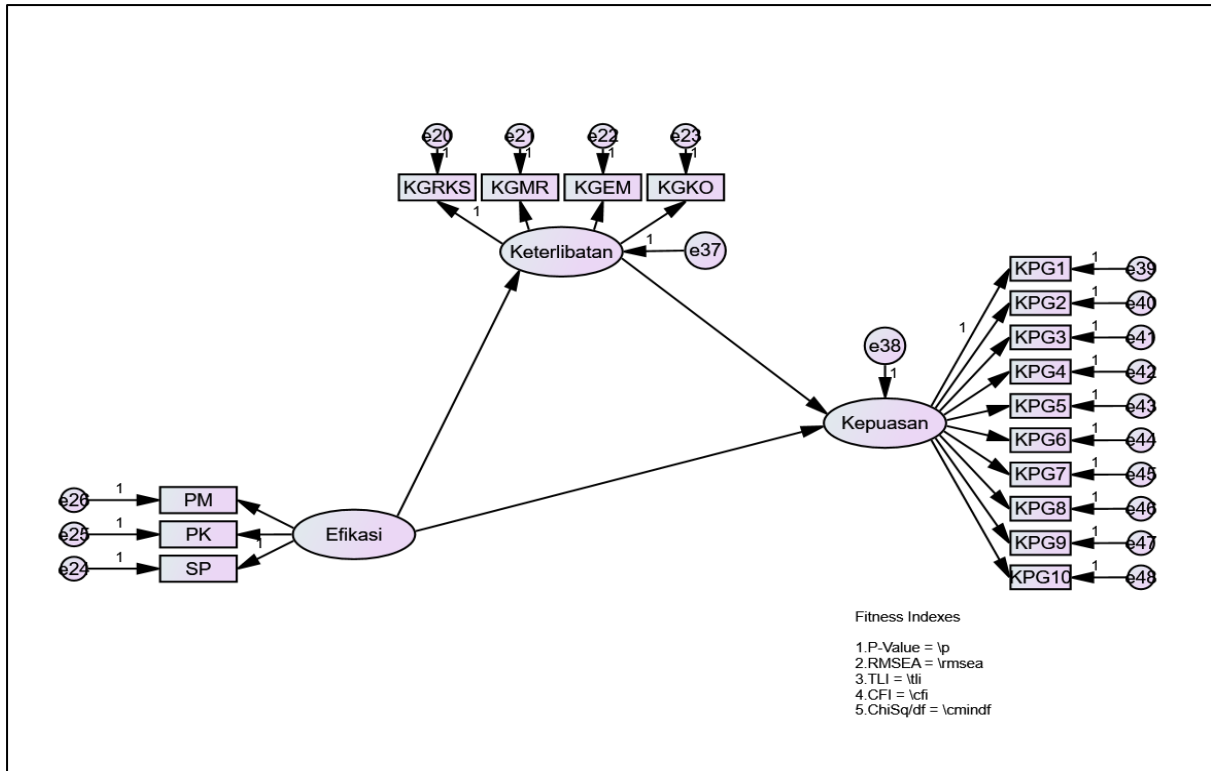 e20 e21 e22 e23
1 1 1 1
KGRKS KGMR KGEM KGKO
1
Keterlibatan 1 e37
KPG1 1 e39
KPG2 1 e40
1
KPG3 1 e41
KPG4 1 e42
KPG5 1 e43
KPG6 1 e44
KPG7 1 e45
KPG8 1 e46
KPG9 1 e47
KPG10 1 e48
e38
1
Kepuasan
e26 1 PM
e25 1 PK
e24 1 SP
1
Efikasi
Fitness Indexes
1.P-Value = \p
2.RMSEA = \rmsea
3.TLI = \tli
4.CFI = \cfi
5.ChiSq/df = \cmindf